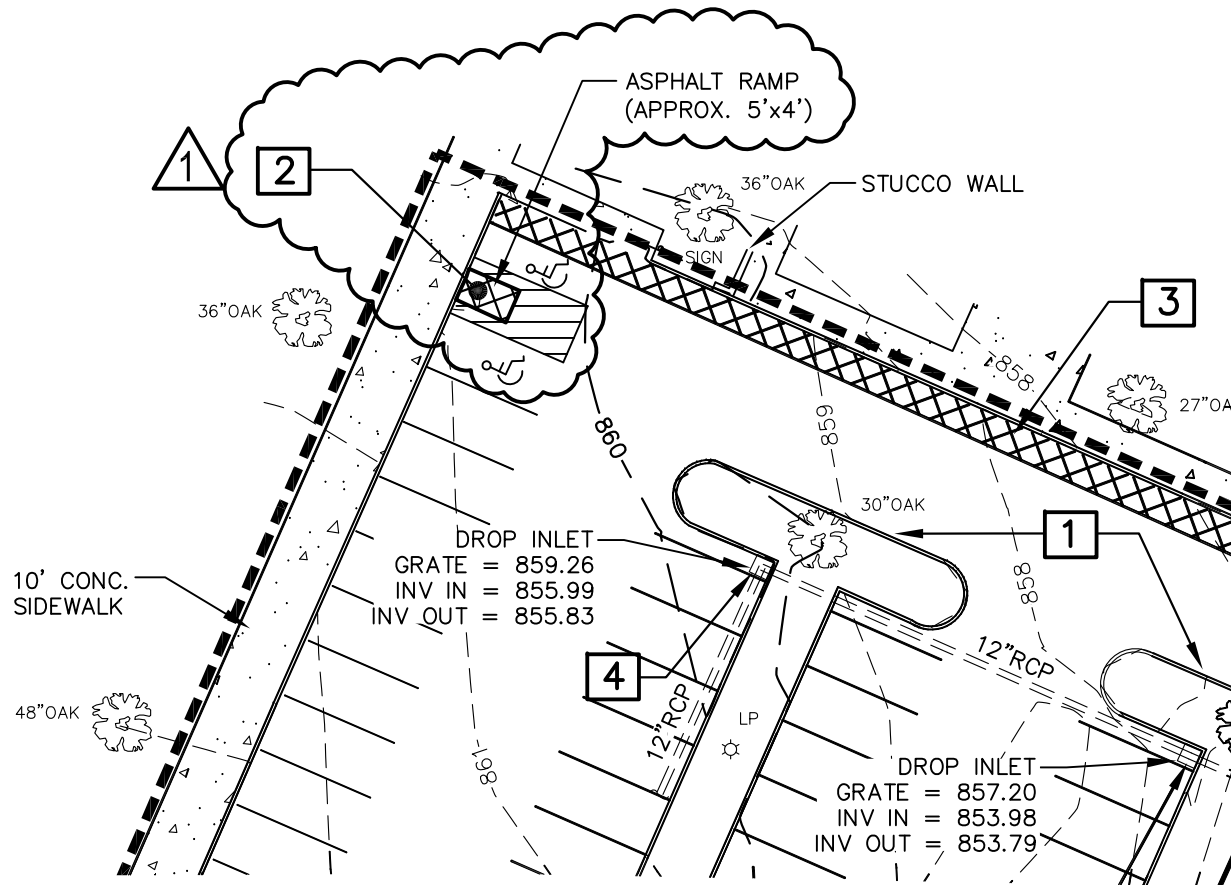 ASPHALT RAMP
(APPROX. 5'x4')
1
2
36"OAK
STUCCO WALL
SIGN
3
36"OAK
858
27"OA
860
859
30"OAK
1
DROP INLET
GRATE = 859.26
INV IN = 855.99
INV OUT = 855.83
10' CONC.
SIDEWALK
858
12"RCP
4
12"RCP
48"OAK
LP
861
DROP INLET
GRATE = 857.20
INV IN = 853.98
INV OUT = 853.79